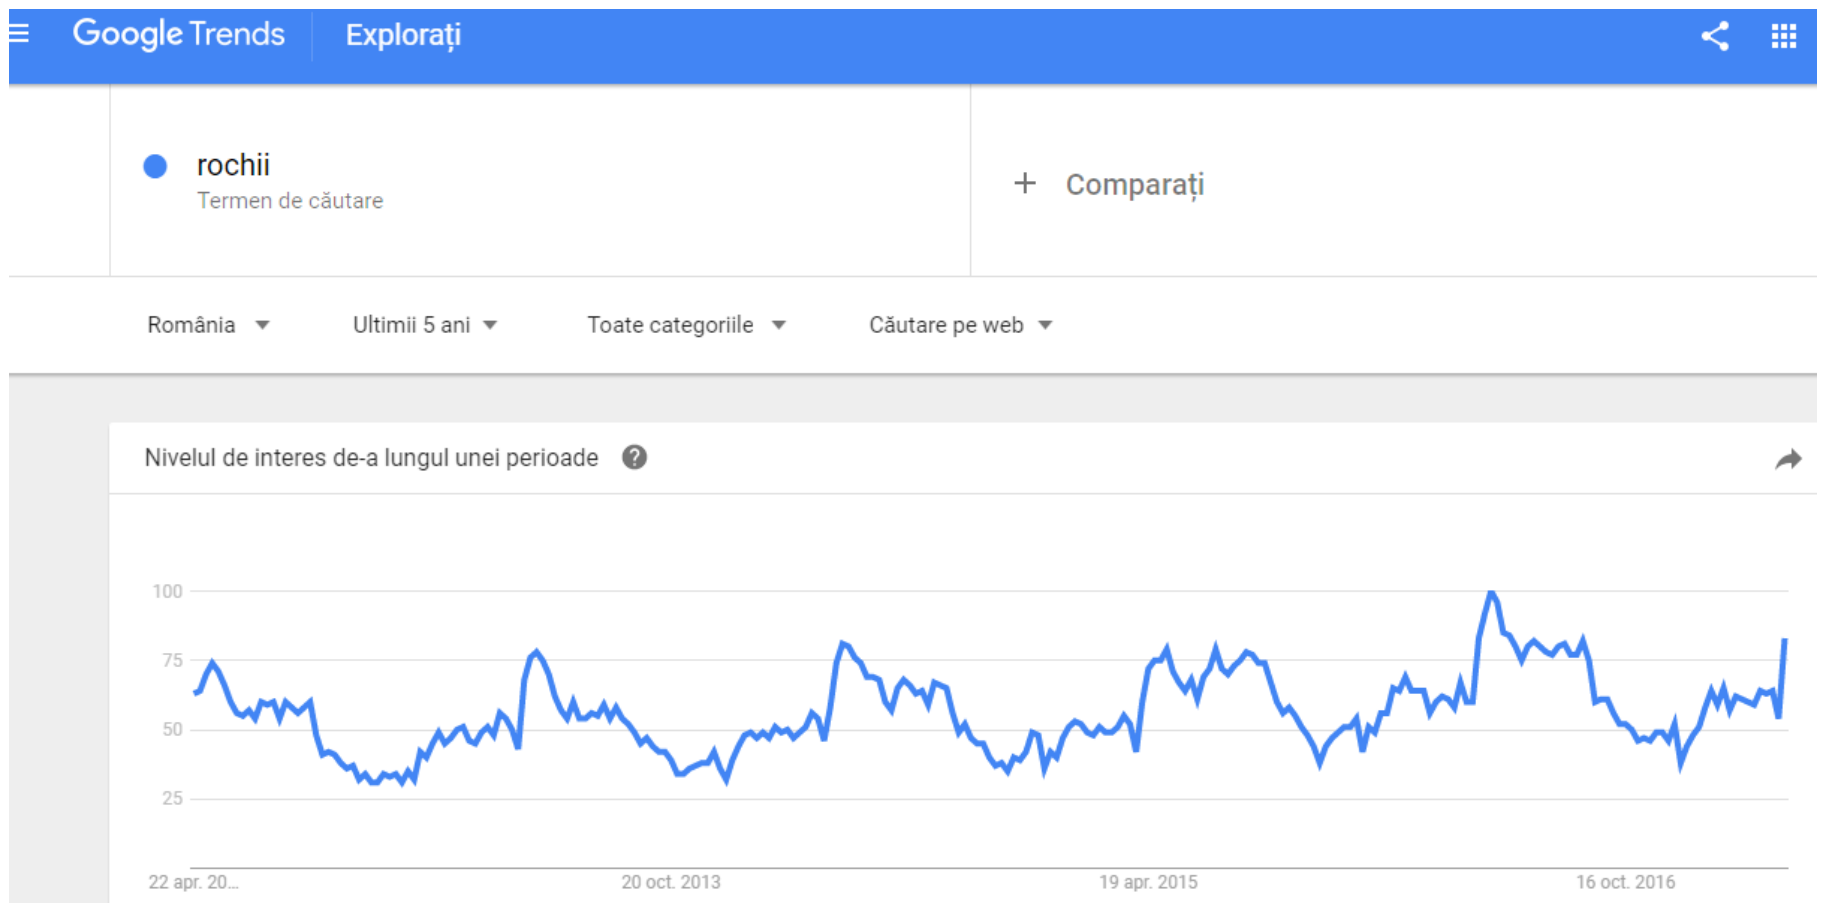 Google Trends Explorați
rochii
Termen de căutare
+ Comparați
România Ultimii 5 ani Toate categoriile Căutare pe web
Nivelul de interes de-a lungul unei perioade ?
100
75
50
25
22 apr. 20... 20 oct. 2013 19 apr. 2015 16 oct. 2016